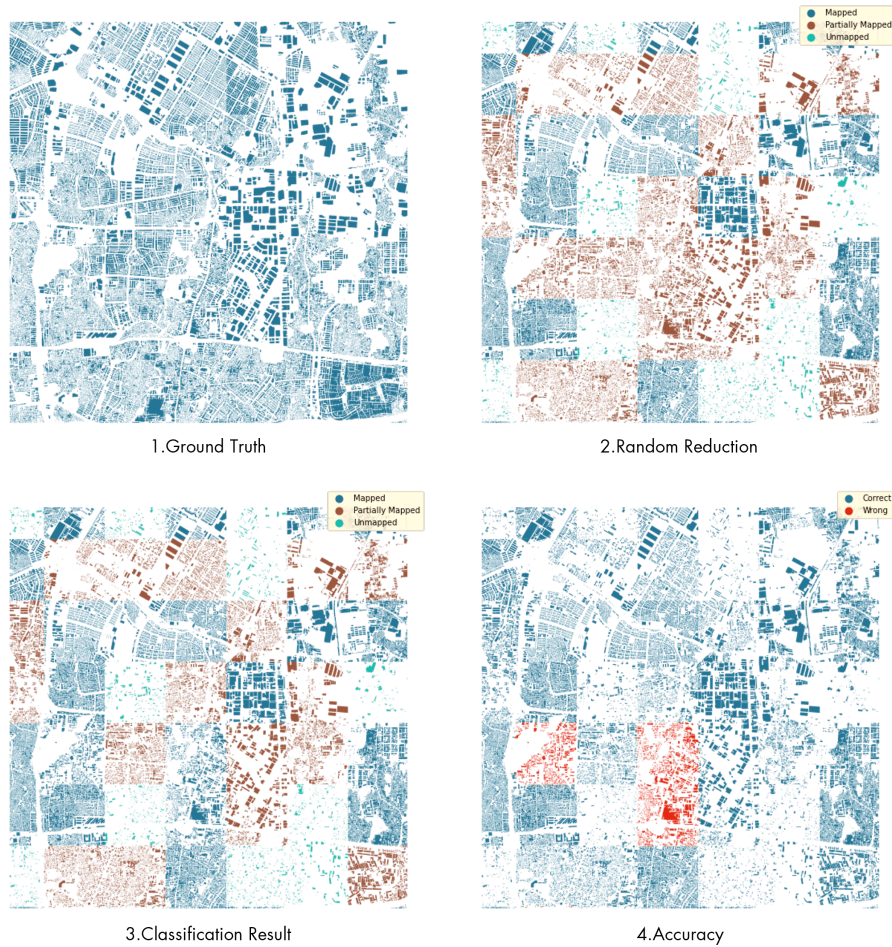 Mapped
Partially Mapped
Unmapped
1.Ground Truth
2.Random Reduction
Mapped
Partially Mapped
Unmapped
Correct
Wrong
3.Classification Result
4.Accuracy